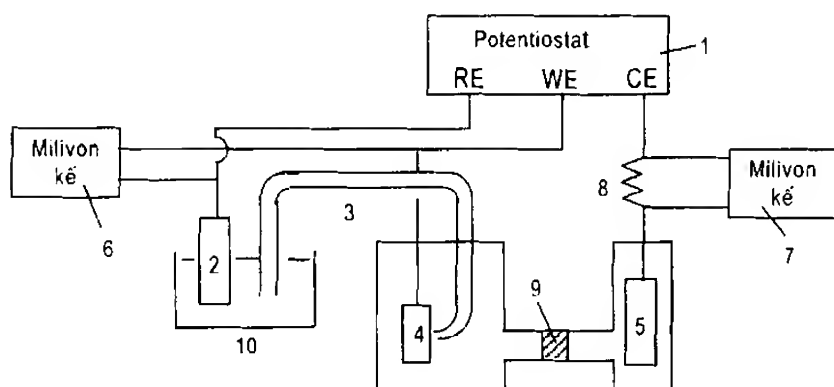 Potentiostat
1
RE WE CE
Milivon
kế
6
Milivon
kế
7
8
3
2
9
4
5
10